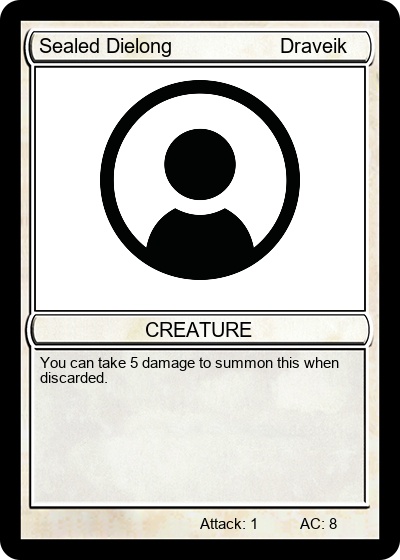 Sealed Dielong Draveik
CREATURE
You can take 5 damage to summon this when
discarded.
Attack: 1 AC: 8